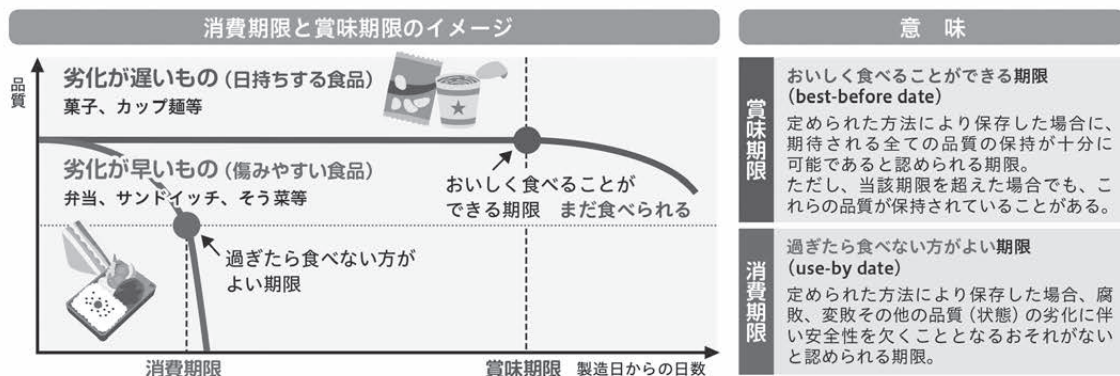 消費期限と賞味期限のイメージ
品質
劣化が遅いもの（日持ちする食品）
菓子、カップ麺等
劣化が早いもの（傷みやすい食品）
弁当、サンドイッチ、そう菜等
おいしく食べることが
できる期限 まだ食べられる
過ぎたら食べない方が
よい期限
消費期限
賞味期限
製造日からの日数
意 味
賞味期限
おいしく食べることができる期限
(best-before date)
定められた方法により保存した場合に、
期待される全ての品質の保持が十分に
可能であると認められる期限。
ただし、当該期限を超えた場合でも、こ
れらの品質が保持されていることがある。
消費期限
過ぎたら食べない方がよい期限
(use-by date)
定められた方法により保存した場合、腐
敗、変敗その他の品質（状態）の劣化に伴
い安全性を欠くこととなるおそれがない
と認められる期限。